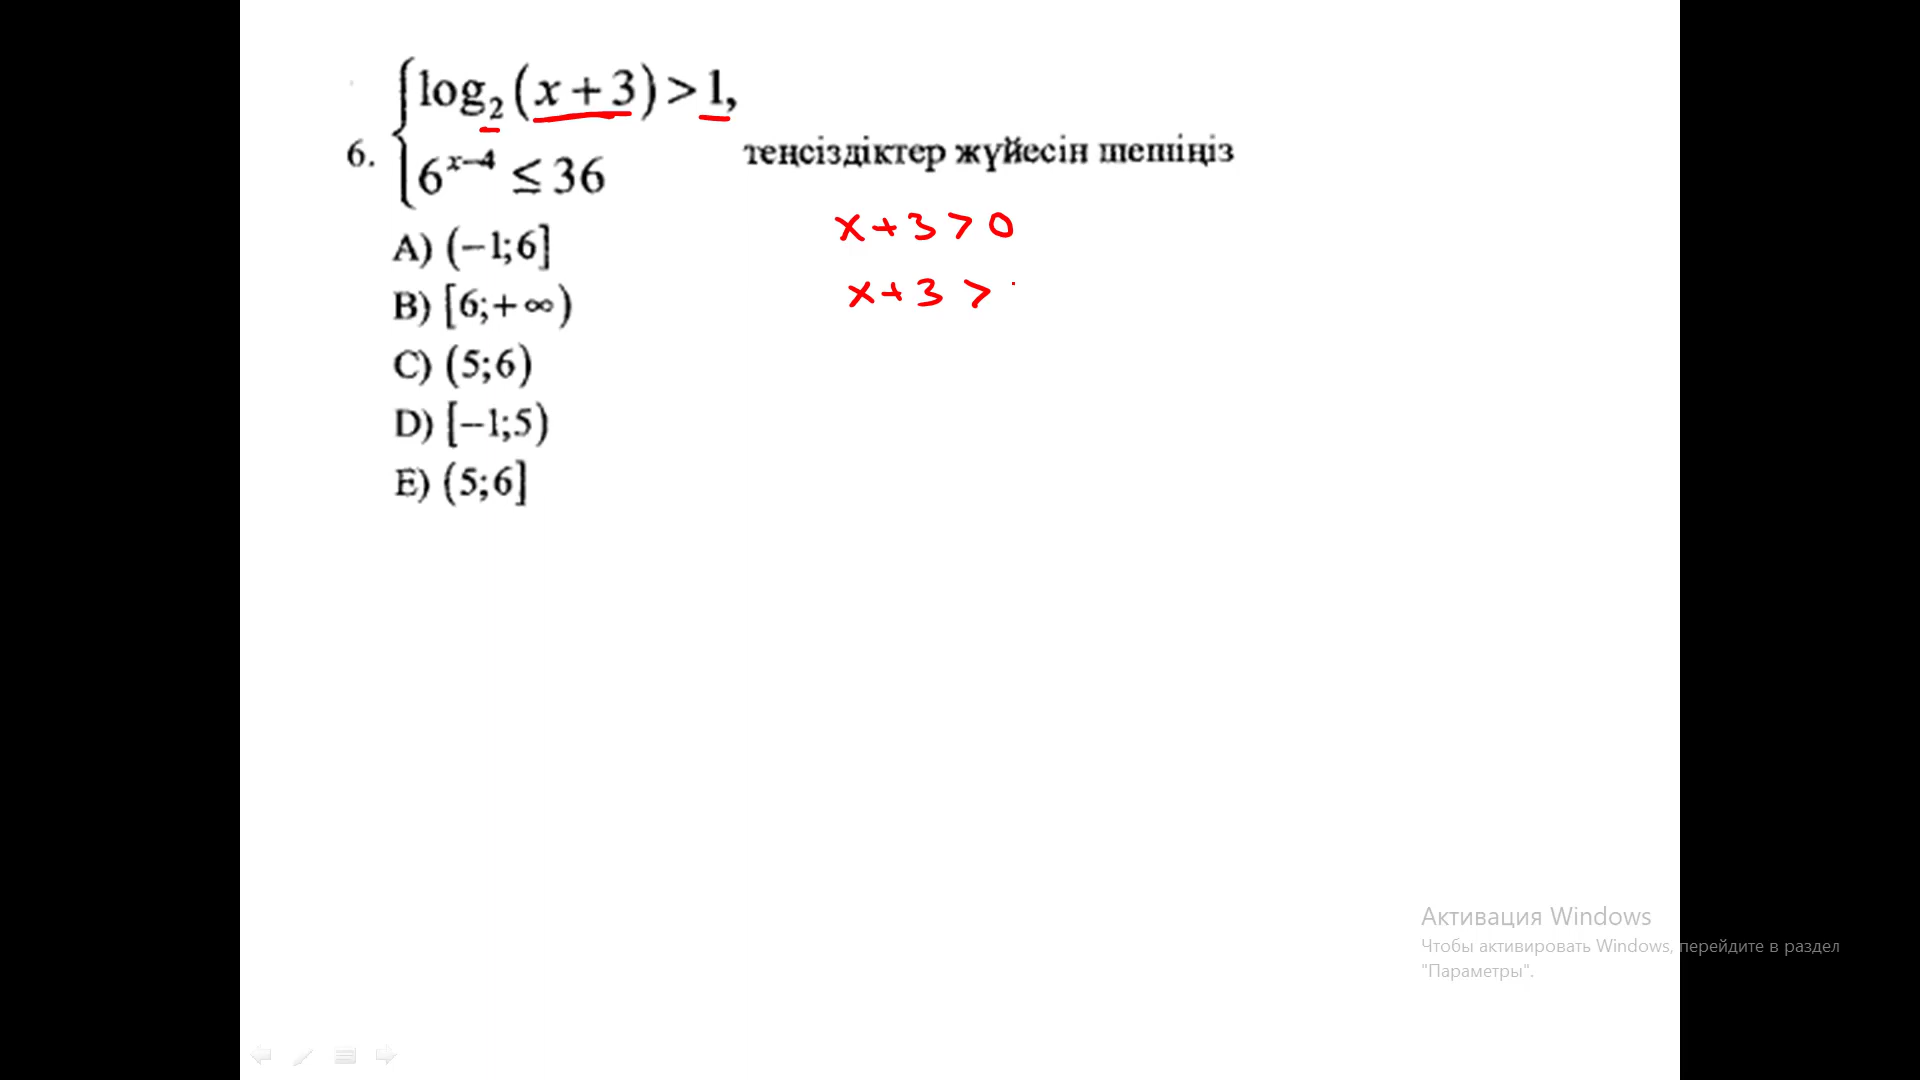 6. { log₂ (x + 3) > 1,
6^{x−4} ≤ 36
теңсіздіктер жүйесін шешіңіз
x + 3 > 0
x + 3 >
A) (−1; 6]
B) [6; + ∞)
C) (5; 6)
D) [−1; 5)
E) (5; 6]
Активация Windows
Чтобы активировать Windows, перейдите в раздел
"Параметры".